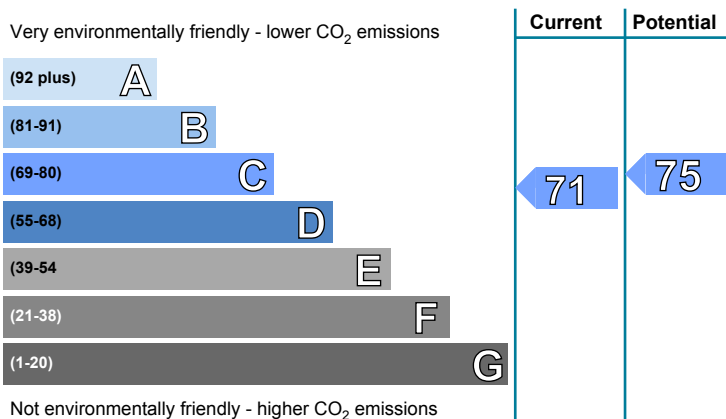 Current Potential
Very environmentally friendly - lower CO2 emissions
(92 plus) A
(81-91) B
(69-80) C
71 75
(55-68) D
(39-54 E
(21-38) F
(1-20) G
Not environmentally friendly - higher CO2 emissions